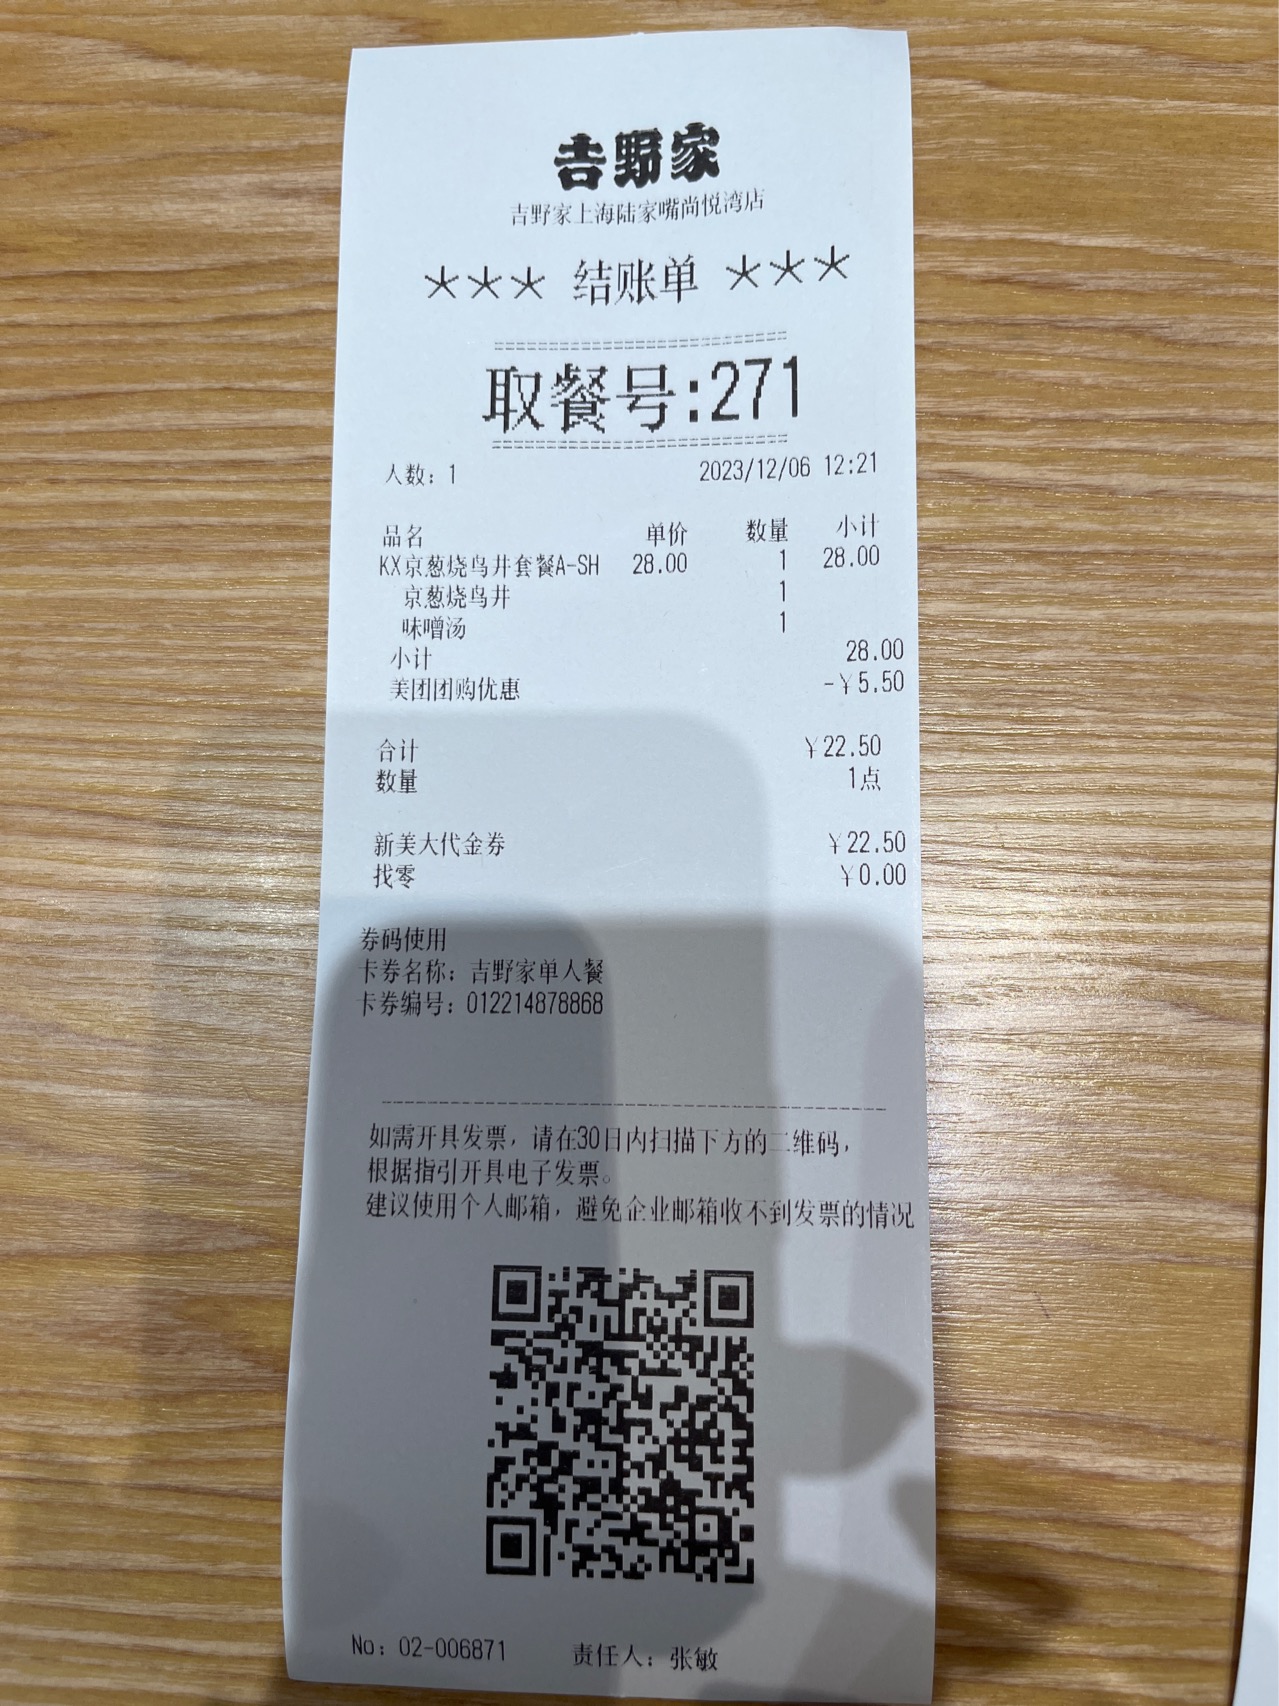 吉野家
吉野家上海陆家嘴尚悦湾店
*** 结账单 ***
取餐号:271
人数: 1 2023/12/06 12:21
品名 单价 数量 小计
KX京葱烧鸟井套餐A-SH 28.00 1 28.00
京葱烧鸟井 1
味噌汤 1
小计 28.00
美团团购优惠 -¥5.50
合计 ¥22.50
数量 1点
新美大代金券 ¥22.50
找零 ¥0.00
券码使用
卡券名称: 吉野家单人餐
卡券编号: 012214878868
如需开具发票, 请在30日内扫描下方的二维码,
根据指引开具电子发票。
建议使用个人邮箱, 避免企业邮箱收不到发票的情况
No: 02-006871 责任人: 张敏